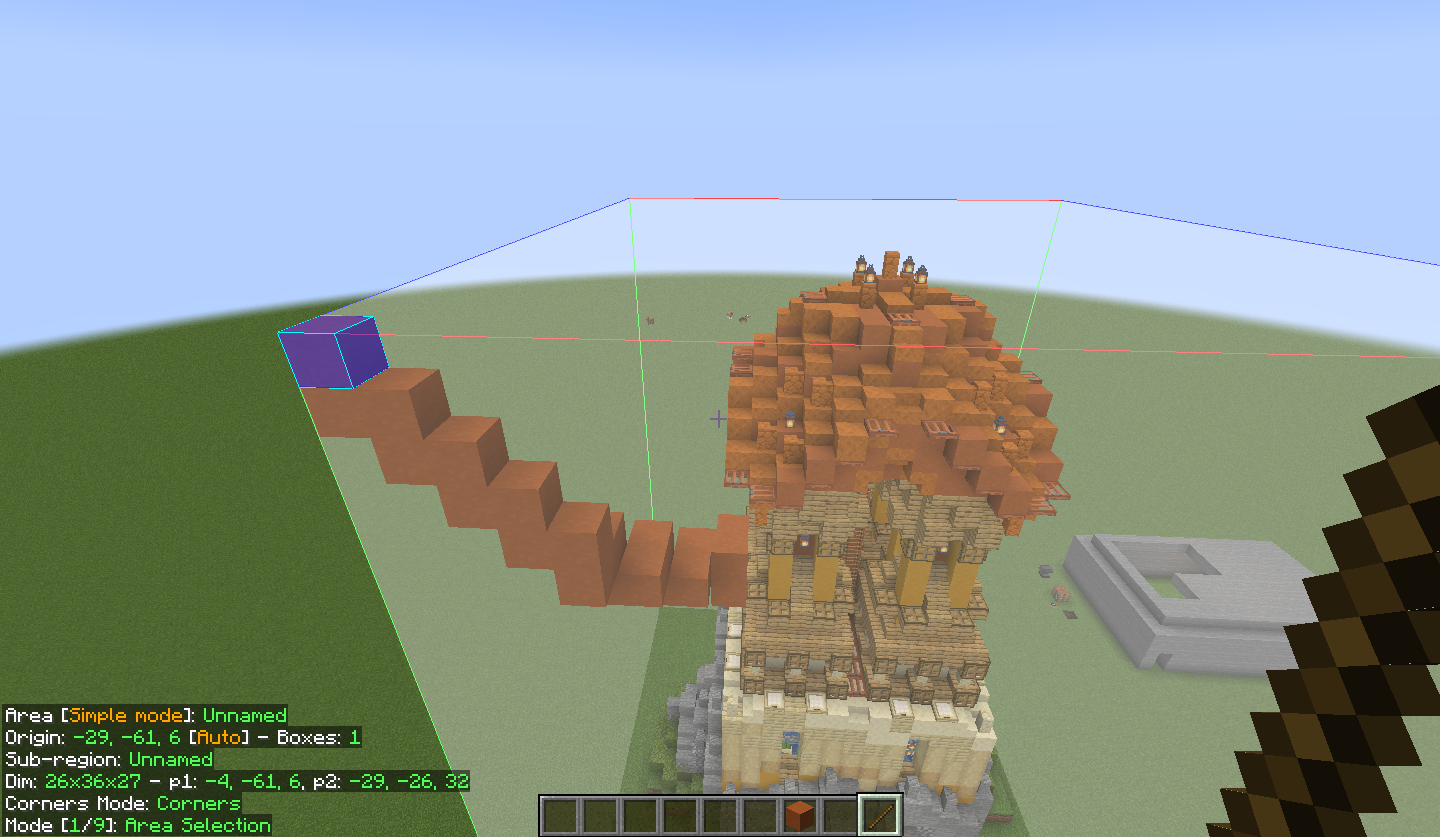 Area [Simple mode]: Unnamed
Origin: -29, -61, 6 [Auto] - Boxes: 1
Sub-region: Unnamed
Dim: 26x36x27 - p1: -4, -61, 6, p2: -29, -26, 32
Corners Mode: Corners
Mode [1/9]: Area Selection